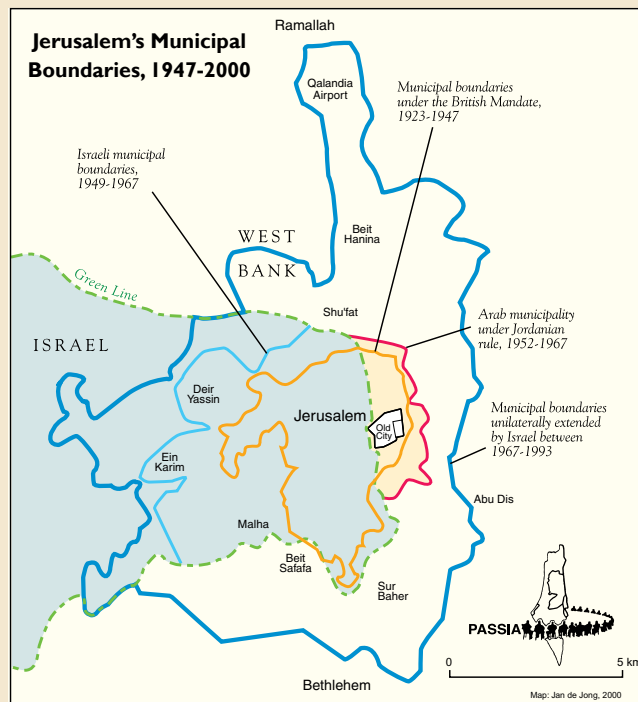 Ramallah
Jerusalem's Municipal
Boundaries, 1947-2000
Qalandia
Airport
Municipal boundaries
under the British Mandate,
1923-1947
Israeli municipal
boundaries,
1949-1967
WEST
BANK
Beit
Hanina
Green Line
Shu'fat
Arab municipality
under Jordanian
rule, 1952-1967
ISRAEL
Deir
Yassin
Jerusalem
Old
City
Municipal boundaries
unilaterally extended
by Israel between
1967-1993
Ein
Karim
Abu Dis
Malha
Beit
Safafa
Sur
Baher
PASSIA
0 5 km
Bethlehem
Map: Jan de Jong, 2000